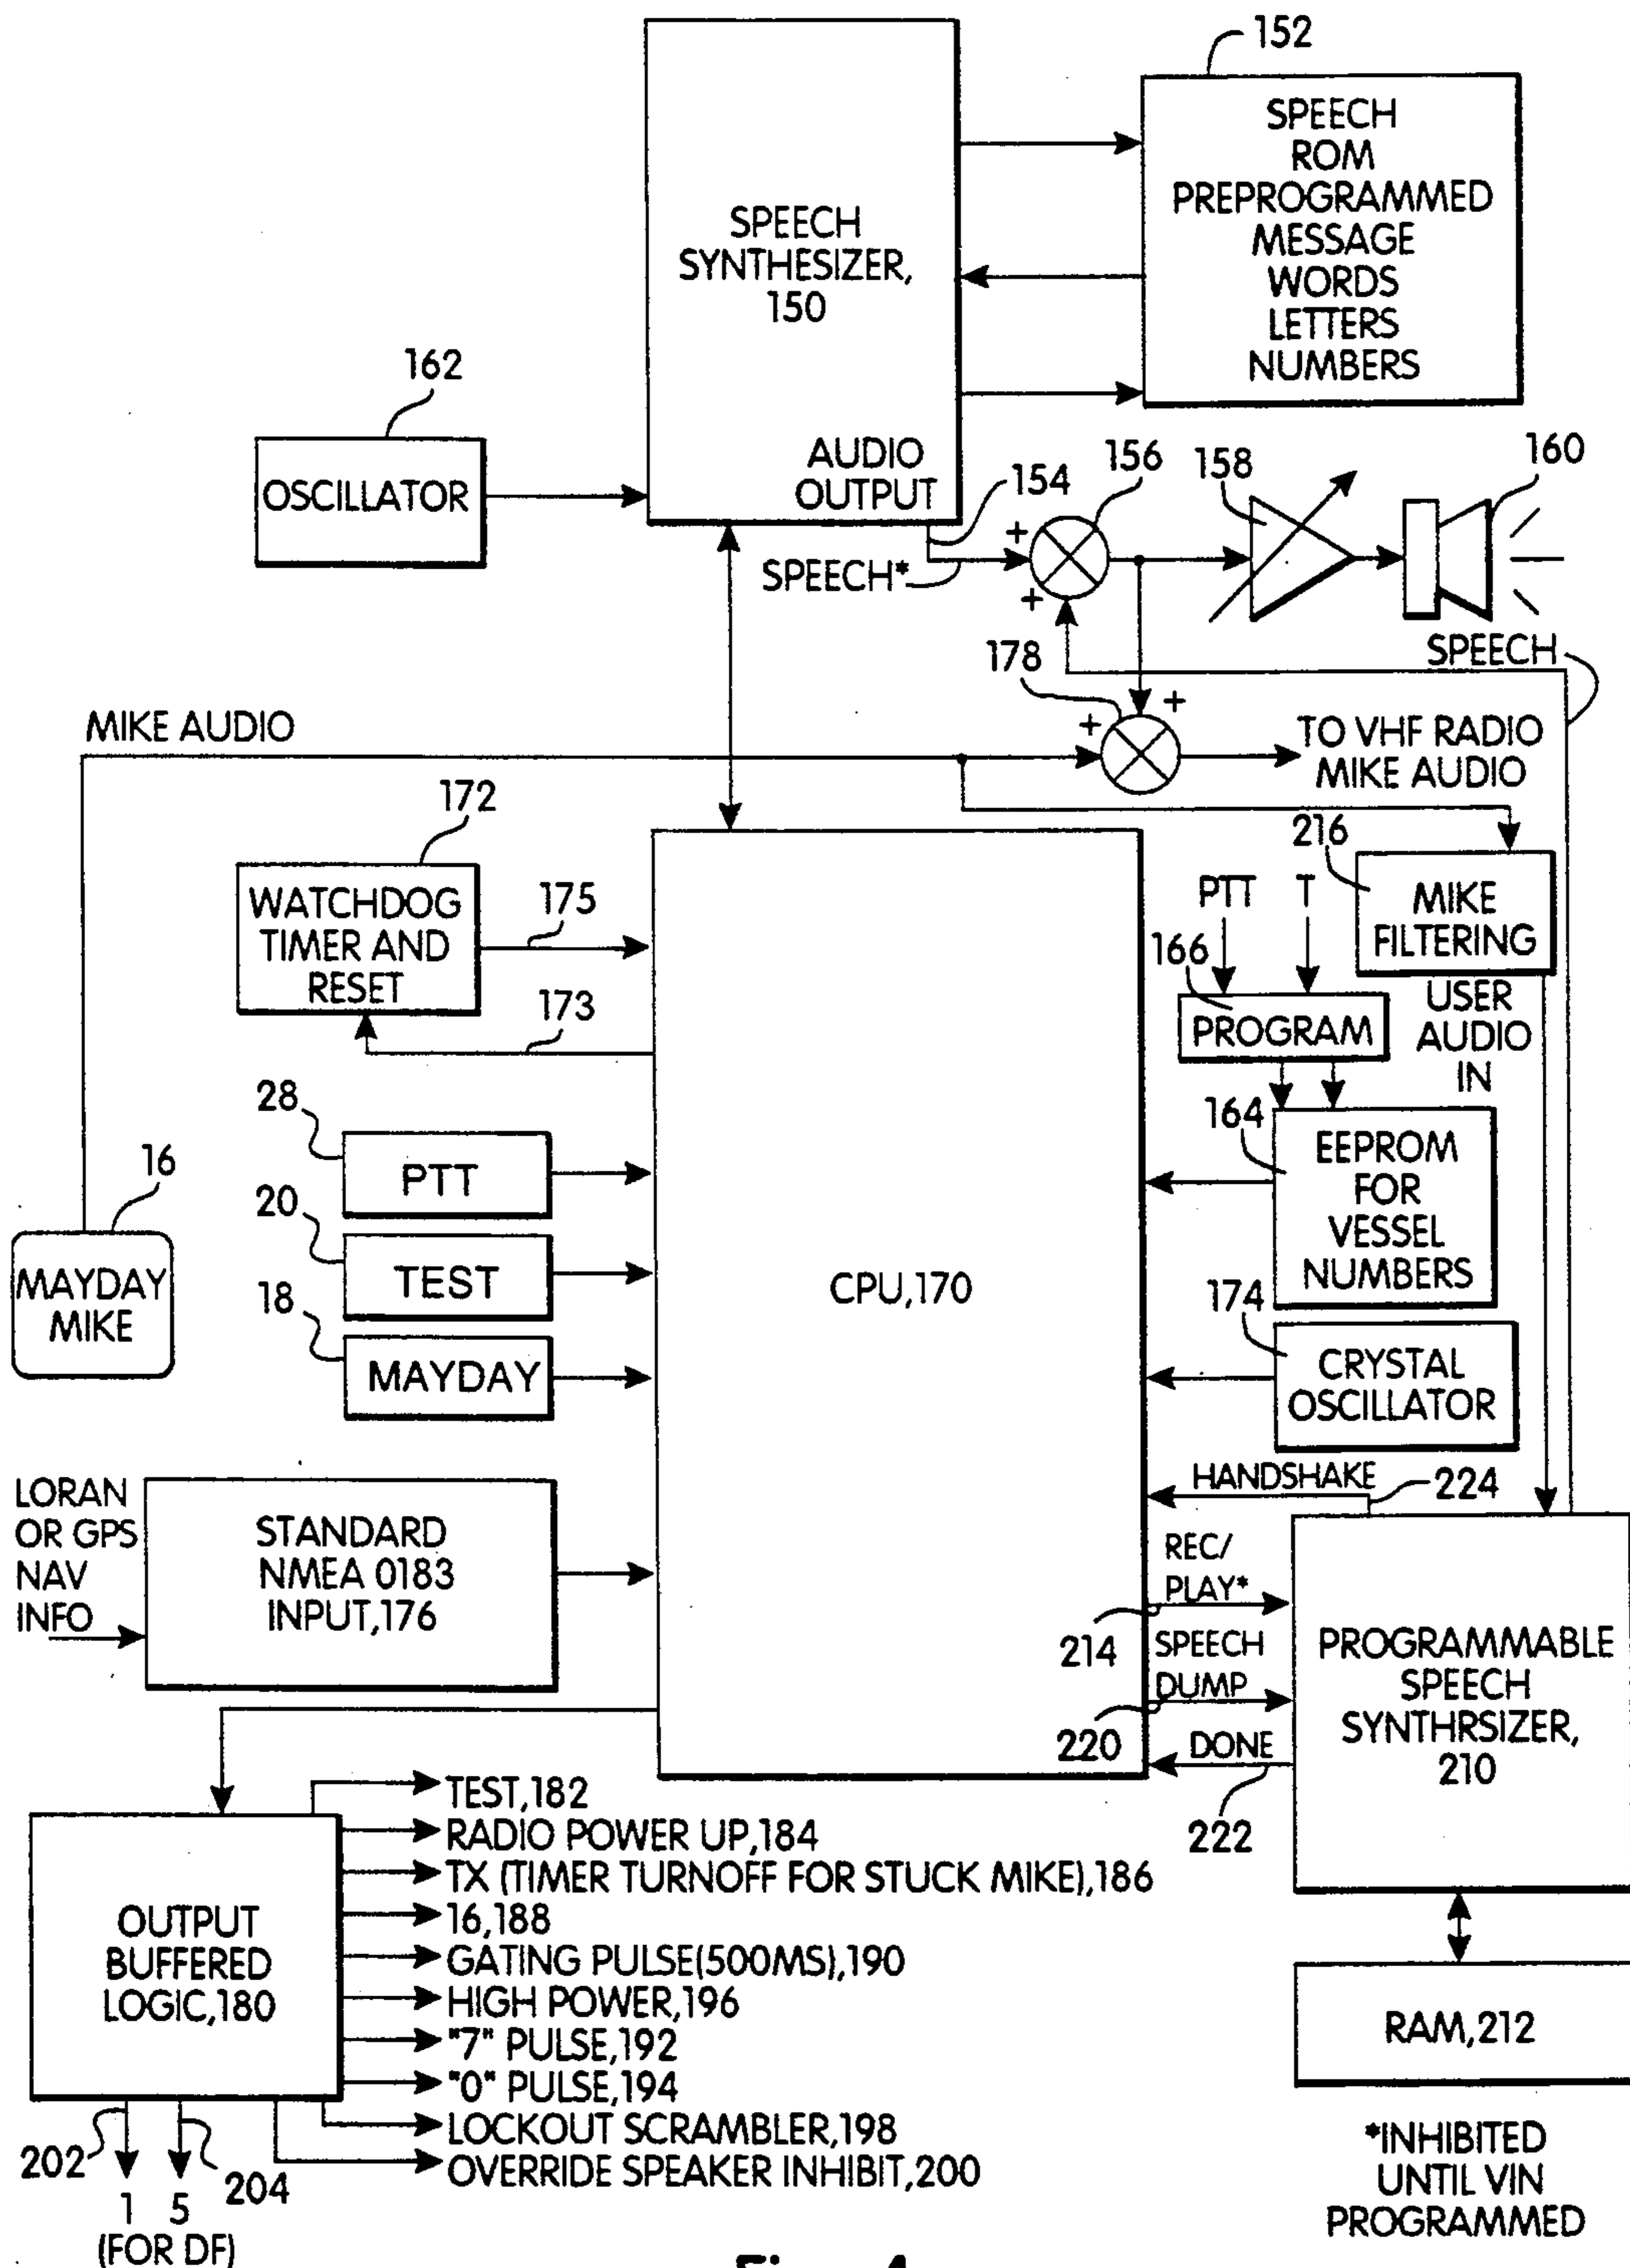 152
SPEECH
ROM
PREPROGRAMMED
MESSAGE
WORDS
LETTERS
NUMBERS
SPEECH
SYNTHESIZER,
150
162
OSCILLATOR
AUDIO
OUTPUT
154
156
158
160
+
SPEECH*
+
SPEECH
178
+
+
MIKE AUDIO
TO VHF RADIO
MIKE AUDIO
172
WATCHDOG
TIMER AND
RESET
175
173
216
MIKE
FILTERING
PTT T
166
PROGRAM
USER
AUDIO
IN
28
PTT
20
TEST
18
MAYDAY
16
MAYDAY
MIKE
CPU,170
164
EEPROM
FOR
VESSEL
NUMBERS
174
CRYSTAL
OSCILLATOR
LORAN
OR GPS
NAV
INFO
STANDARD
NMEA 0183
INPUT,176
HANDSHAKE
224
REC/
PLAY*
214
SPEECH
DUMP
220
DONE
222
PROGRAMMABLE
SPEECH
SYNTHRSIZER,
210
RAM,212
OUTPUT
BUFFERED
LOGIC,180
TEST,182
RADIO POWER UP,184
TX (TIMER TURNOFF FOR STUCK MIKE),186
16,188
GATING PULSE(500MS),190
HIGH POWER,196
"7" PULSE,192
"0" PULSE,194
LOCKOUT SCRAMBLER,198
OVERRIDE SPEAKER INHIBIT,200
202
204
1 5
(FOR DF)
*INHIBITED
UNTIL VIN
PROGRAMMED